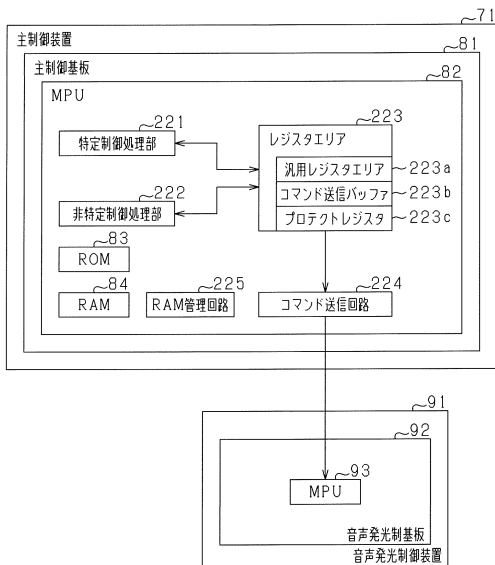 71
主制御装置
81
主制御基板
82
MPU
221
特定制御処理部
222
非特定制御処理部
83
ROM
84
RAM
225
RAM管理回路
223
レジスタエリア
汎用レジスタエリア
223a
コマンド送信バッファ
223b
プロテクトレジスタ
223c
224
コマンド送信回路
91
92
93
MPU
音声発光制基板
音声発光制御装置